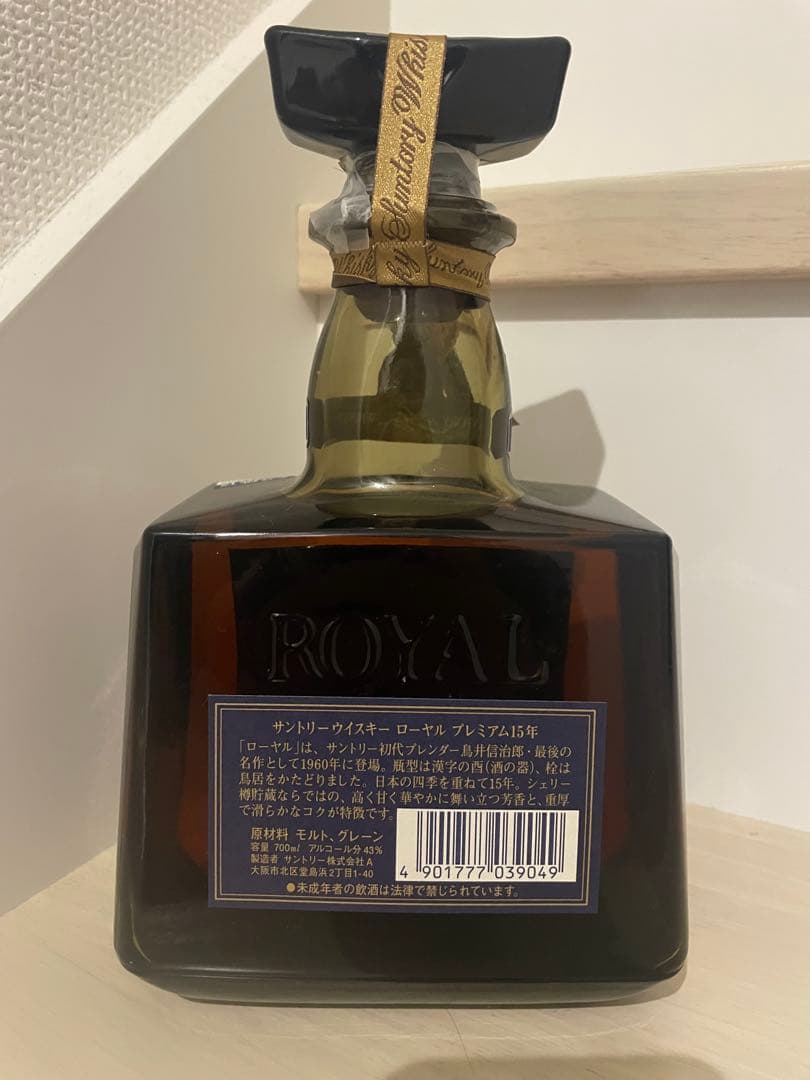 Suntory Whis
ky
Whisky
ROYAL
サントリーウイスキー ローヤル プレミアム15年
「ローヤル」は、サントリー初代ブレンダー鳥井信治郎・最後の
名作として1960年に登場。瓶型は漢字の酉(酒の器)、栓は
鳥居をかたどりました。日本の四季を重ねて15年。シェリー
樽貯蔵ならではの、高く甘く華やかに舞い立つ芳香と、重厚
で滑らかなコクが特徴です。
原材料 モルト、グレーン
容量 700ml アルコール分 43%
製造者 サントリー株式会社 A
大阪市北区堂島浜2丁目1-40
4 901777 039049
●未成年者の飲酒は法律で禁じられています。